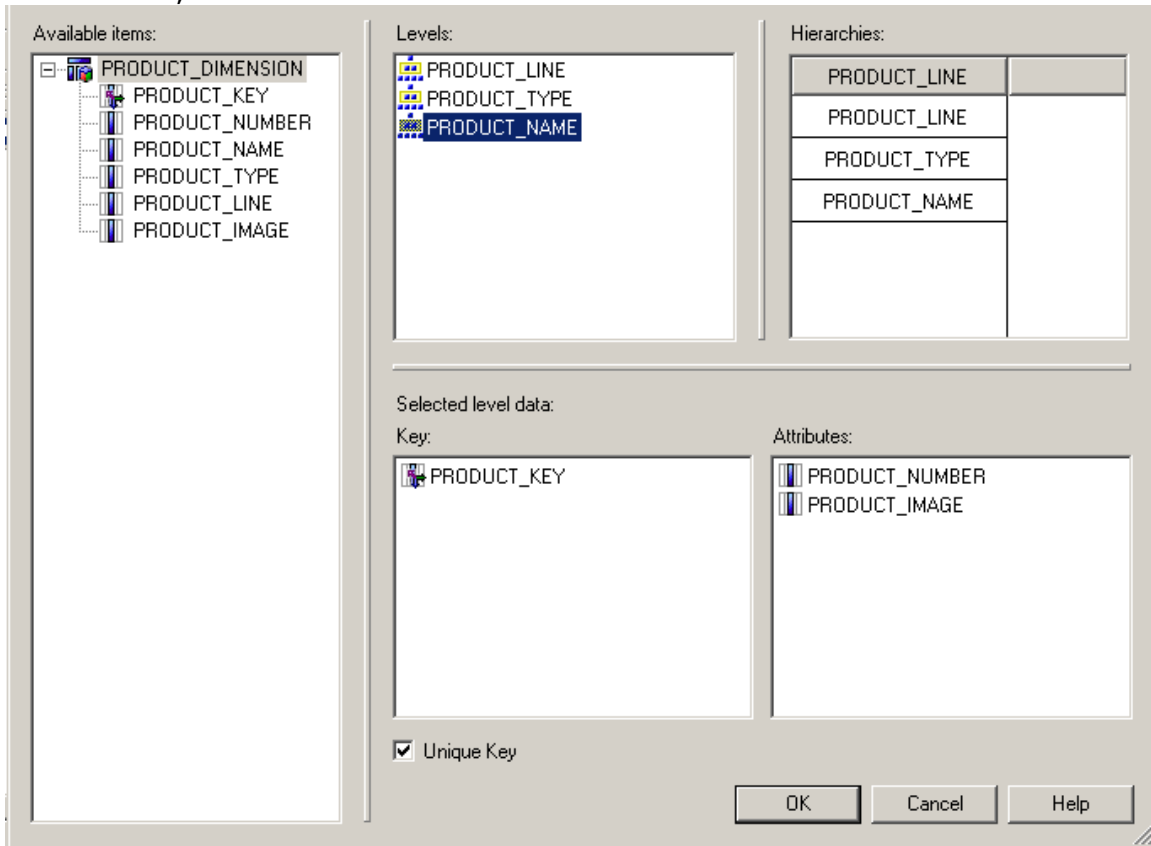 Available items:
PRODUCT_DIMENSION
PRODUCT_KEY
PRODUCT_NUMBER
PRODUCT_NAME
PRODUCT_TYPE
PRODUCT_LINE
PRODUCT_IMAGE
Levels:
PRODUCT_LINE
PRODUCT_TYPE
PRODUCT_NAME
Hierarchies:
PRODUCT_LINE
PRODUCT_LINE
PRODUCT_TYPE
PRODUCT_NAME
Selected level data:
Key:
PRODUCT_KEY
Attributes:
PRODUCT_NUMBER
PRODUCT_IMAGE
Unique Key
OK
Cancel
Help